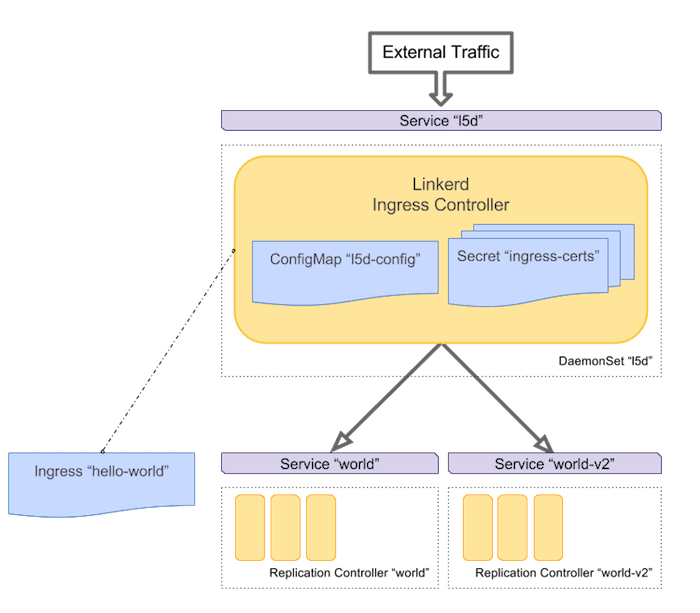 External Traffic
Service “l5d”
Linkerd
Ingress Controller
ConfigMap “l5d-config”
Secret “ingress-certs”
DaemonSet “l5d”
Ingress “hello-world”
Service “world”
Service “world-v2”
Replication Controller “world”
Replication Controller “world-v2”